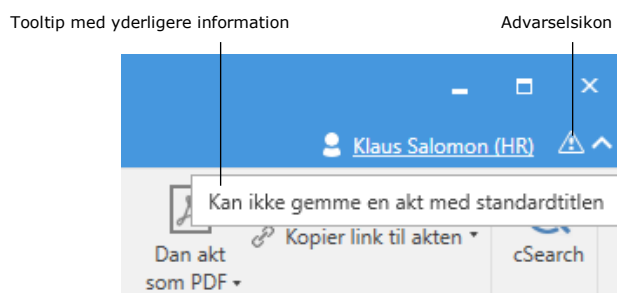 Tooltip med yderligere information
Advarselsikon
Klaus Salomon (HR)
Kan ikke gemme en akt med standardtitlen
Kopier link til akten
Dan akt
som PDF
cSearch